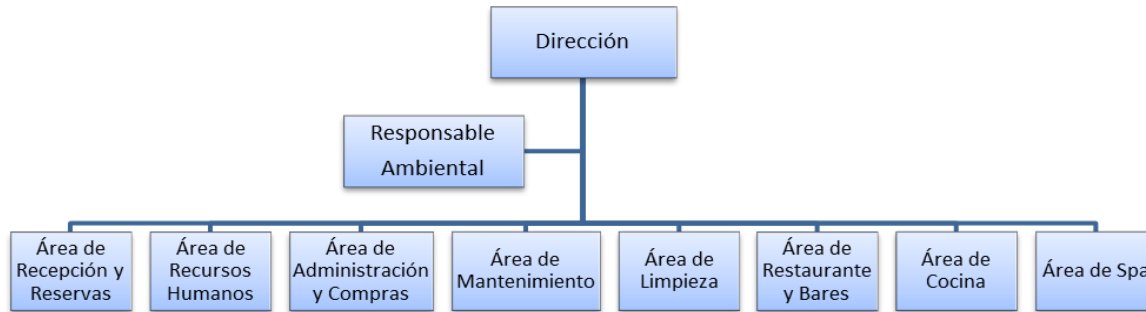 Dirección
Responsable
Ambiental
Área de
Recepción y
Reservas
Área de
Recursos
Humanos
Área de
Administración
y Compras
Área de
Mantenimiento
Área de
Limpieza
Área de
Restaurante
y Bares
Área de
Cocina
Área de Spa